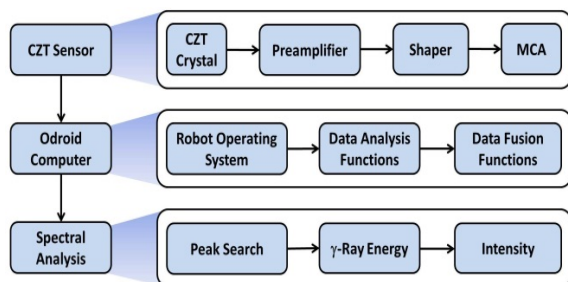 CZT Sensor
CZT
Crystal
Preamplifier
Shaper
MCA
Odroid
Computer
Robot Operating
System
Data Analysis
Functions
Data Fusion
Functions
Spectral
Analysis
Peak Search
γ-Ray Energy
Intensity